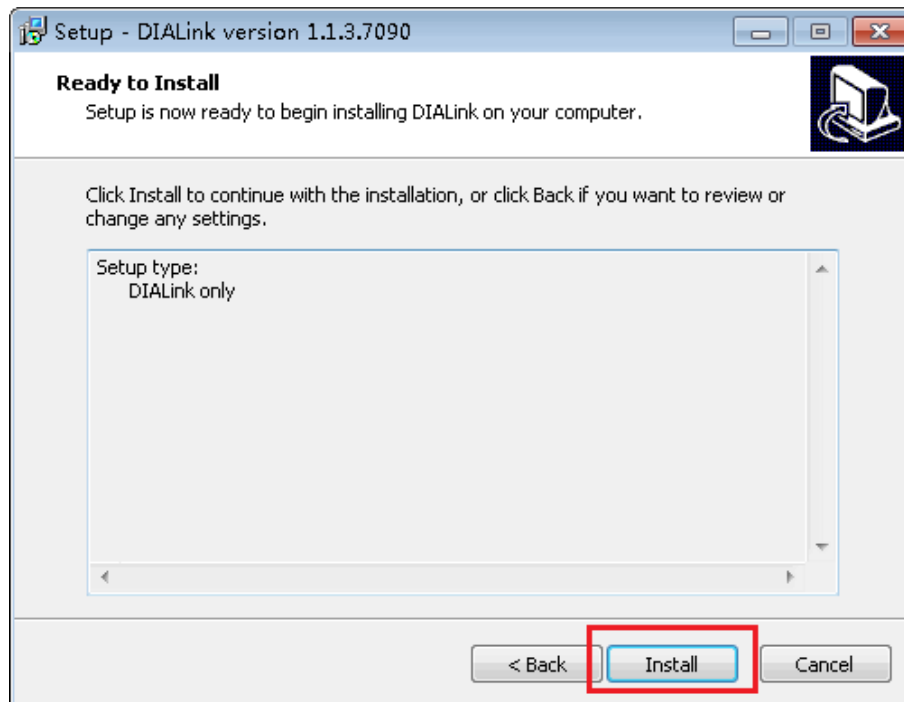 Setup - DIALink version 1.1.3.7090
Ready to Install
Setup is now ready to begin installing DIALink on your computer.
Click Install to continue with the installation, or click Back if you want to review or
change any settings.
Setup type:
DIALink only
< Back
Install
Cancel